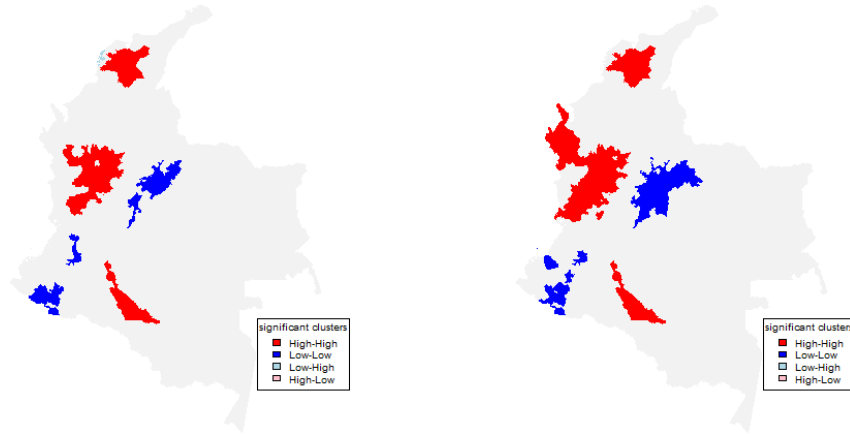 significant clusters
High-High
Low-Low
Low-High
High-Low
significant clusters
High-High
Low-Low
Low-High
High-Low